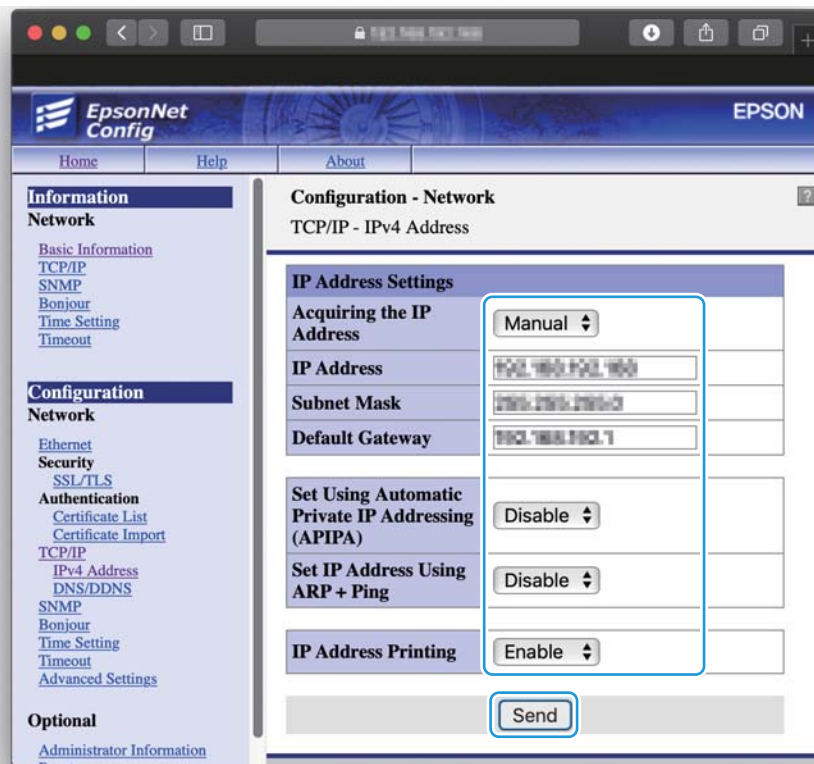 EpsonNet
Config
EPSON
Home Help About
Information
Network
Basic Information
TCP/IP
SNMP
Bonjour
Time Setting
Timeout
Configuration
Network
Ethernet
Security
SSL/TLS
Authentication
Certificate List
Certificate Import
TCP/IP
IPv4 Address
DNS/DDNS
SNMP
Bonjour
Time Setting
Timeout
Advanced Settings
Optional
Administrator Information
Configuration - Network
?
TCP/IP - IPv4 Address
IP Address Settings
Acquiring the IP
Address
Manual
IP Address
Subnet Mask
Default Gateway
Set Using Automatic
Private IP Addressing
(APIPA)
Disable
Set IP Address Using
ARP + Ping
Disable
IP Address Printing
Enable
Send